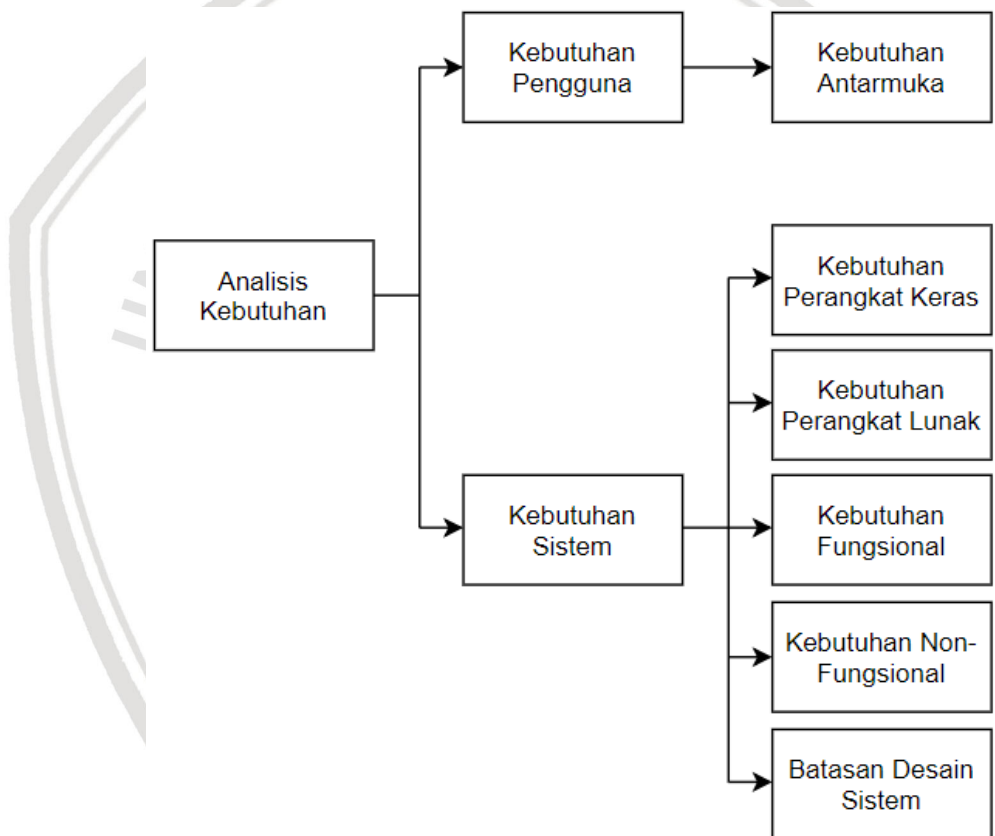 Kebutuhan
Pengguna
Kebutuhan
Antarmuka
Analisis
Kebutuhan
Kebutuhan
Perangkat Keras
Kebutuhan
Perangkat Lunak
Kebutuhan
Sistem
Kebutuhan
Fungsional
Kebutuhan Non-
Fungsional
Batasan Desain
Sistem